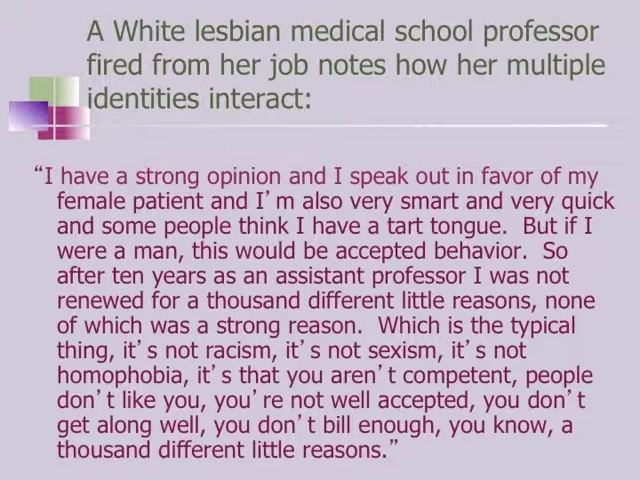 A White lesbian medical school professor
fired from her job notes how her multiple
identities interact:
“I have a strong opinion and I speak out in favor of my
female patient and I’m also very smart and very quick
and some people think I have a tart tongue.  But if I
were a man, this would be accepted behavior.  So
after ten years as an assistant professor I was not
renewed for a thousand different little reasons, none
of which was a strong reason.  Which is the typical
thing, it’s not racism, it’s not sexism, it’s not
homophobia, it’s that you aren’t competent, people
don’t like you, you’re not well accepted, you don’t
get along well, you don’t bill enough, you know, a
thousand different little reasons.”